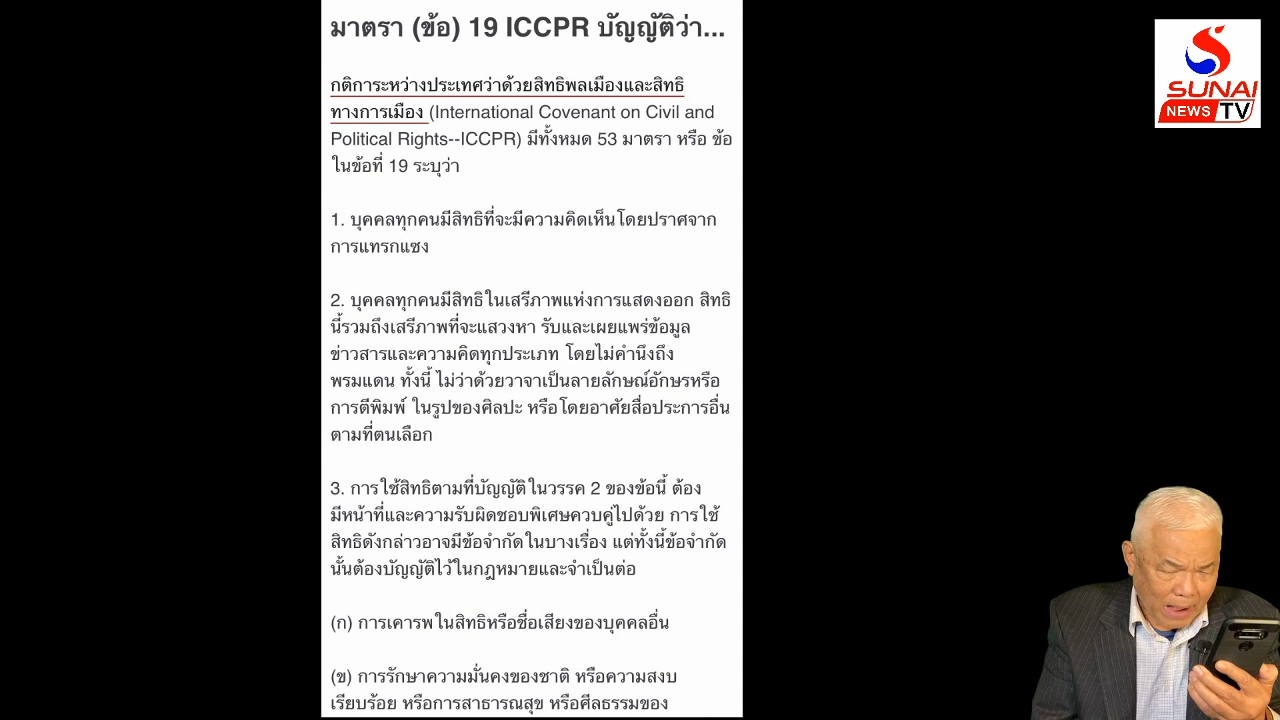 มาตรา (ข้อ) 19 ICCPR บัญญัติว่า...
กติการะหว่างประเทศว่าด้วยสิทธิพลเมืองและสิทธิ
ทางการเมือง (International Covenant on Civil and
Political Rights--ICCPR) มีทั้งหมด 53 มาตรา หรือ ข้อ
ในข้อที่ 19 ระบุว่า
1. บุคคลทุกคนมีสิทธิที่จะมีความคิดเห็นโดยปราศจาก
การแทรกแซง
2. บุคคลทุกคนมีสิทธิในเสรีภาพแห่งการแสดงออก สิทธิ
นี้รวมถึงเสรีภาพที่จะแสวงหา รับและเผยแพร่ข้อมูล
ข่าวสารและความคิดทุกประเภท โดยไม่คำนึงถึง
พรมแดน ทั้งนี้ ไม่ว่าด้วยวาจาเป็นลายลักษณ์อักษรหรือ
การตีพิมพ์ ในรูปของศิลปะ หรือโดยอาศัยสื่อประการอื่น
ตามที่ตนเลือก
3. การใช้สิทธิตามที่บัญญัติในวรรค 2 ของข้อนี้ ต้อง
มีหน้าที่และความรับผิดชอบพิเศษควบคู่ไปด้วย การใช้
สิทธิดังกล่าวอาจมีข้อจำกัดในบางเรื่อง แต่ทั้งนี้ข้อจำกัด
นั้นต้องบัญญัติไว้ในกฎหมายและจำเป็นต่อ
(ก) การเคารพในสิทธิหรือชื่อเสียงของบุคคลอื่น
(ข) การรักษาความมั่นคงของชาติ หรือความสงบ
เรียบร้อย หรือการสาธารณสุข หรือศีลธรรมของ
SUNAI
NEWS TV